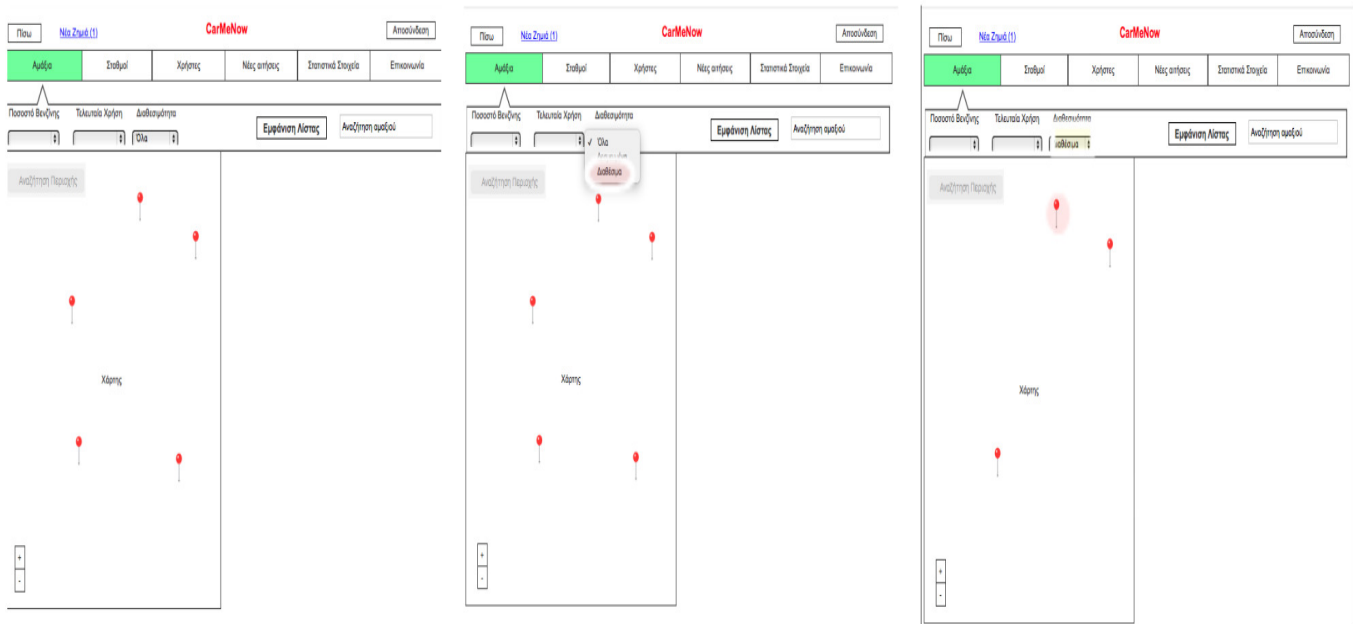 Πίσω Νέα Ζημιά (1) CarMeNow Αποσύνδεση
Αμάξια Σταθμοί Χρήστες Νέες αιτήσεις Στατιστικά Στοιχεία Επικοινωνία
Ποσοστό Βενζίνης Τελευταία Χρήση Διαθεσιμότητα
Όλα Εμφάνιση Λίστας Αναζήτηση αμαξιού
Αναζήτηση Περιοχής
Χάρτης
+
-
Πίσω Νέα Ζημιά (1) CarMeNow Αποσύνδεση
Αμάξια Σταθμοί Χρήστες Νέες αιτήσεις Στατιστικά Στοιχεία Επικοινωνία
Ποσοστό Βενζίνης Τελευταία Χρήση Διαθεσιμότητα
✓ Όλα Εμφάνιση Λίστας Αναζήτηση αμαξιού
Διαθέσιμα
Αναζήτηση Περιοχής
Χάρτης
+
-
Πίσω Νέα Ζημιά (1) CarMeNow Αποσύνδεση
Αμάξια Σταθμοί Χρήστες Νέες αιτήσεις Στατιστικά Στοιχεία Επικοινωνία
Ποσοστό Βενζίνης Τελευταία Χρήση Διαθεσιμότητα
Εμφάνιση Λίστας Αναζήτηση αμαξιού
Αναζήτηση Περιοχής
Χάρτης
+
-